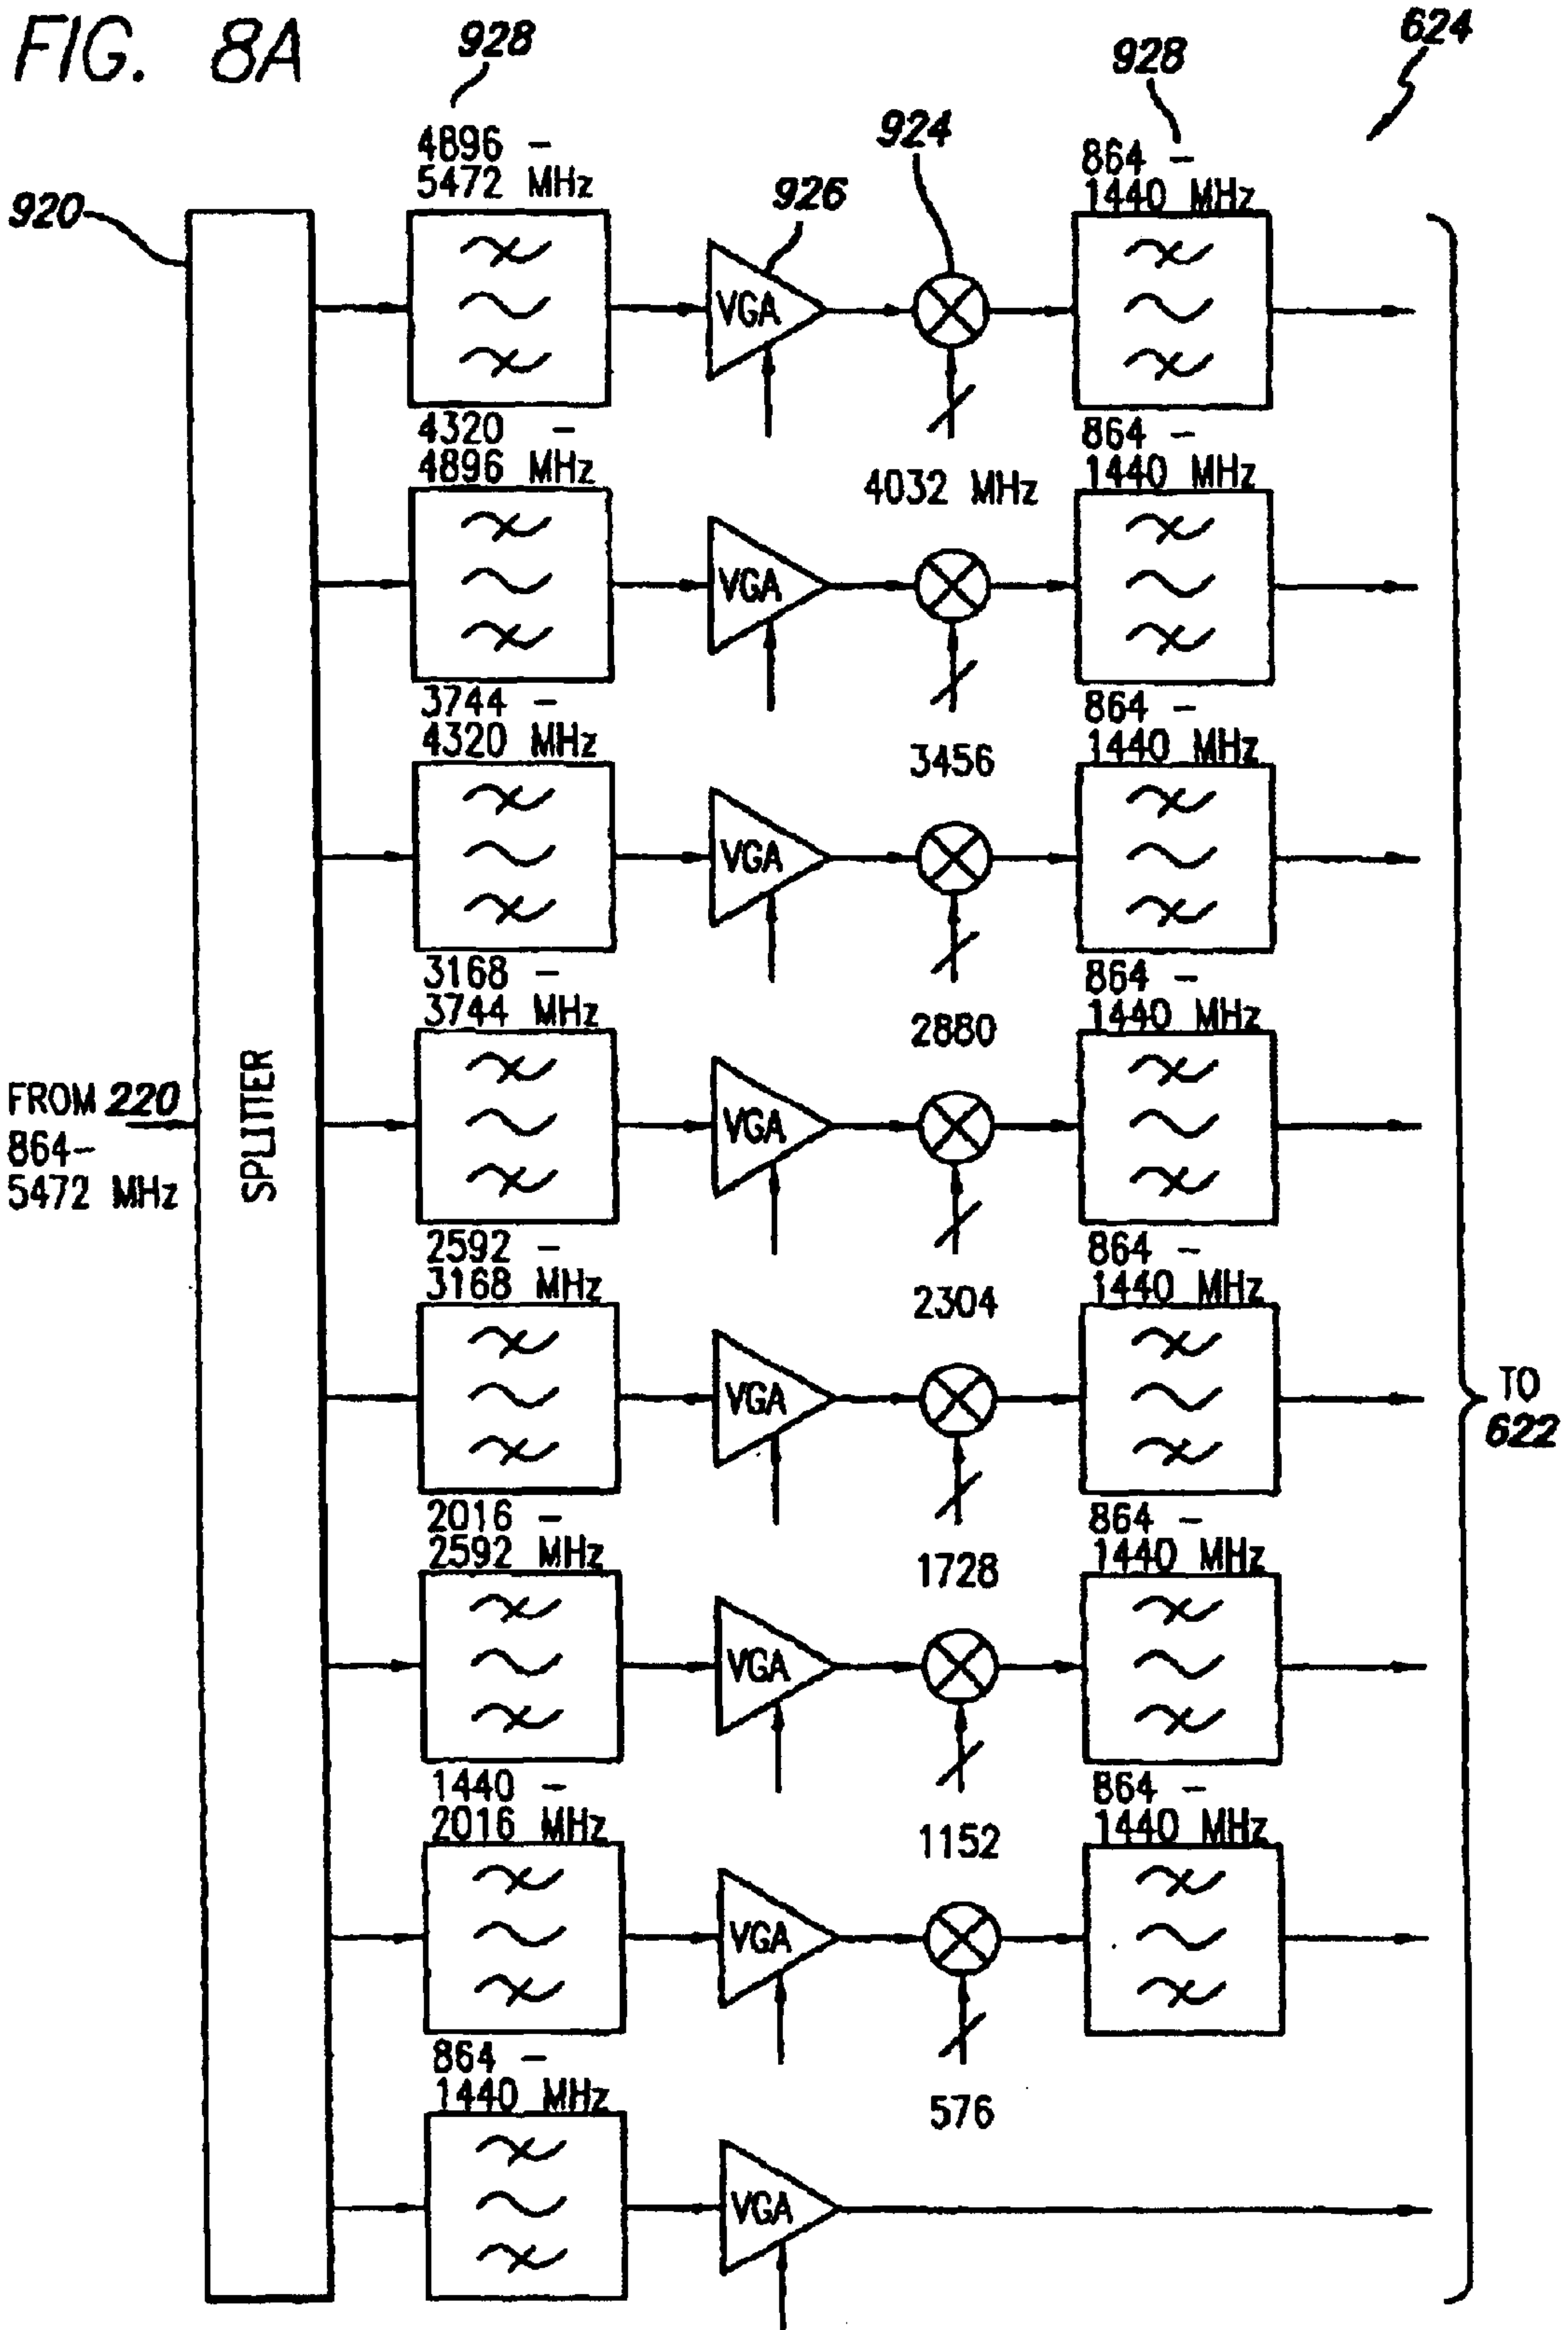 FIG. 8A
928
928
624
924
926
920
4896 -
5472 MHz
864 -
1440 MHz
VGA
4032 MHz
4320 -
4896 MHz
864 -
1440 MHz
VGA
3456
3744 -
4320 MHz
864 -
1440 MHz
VGA
2880
3168 -
3744 MHz
864 -
1440 MHz
VGA
2304
FROM 220
864-
5472 MHz
SPLITTER
2592 -
3168 MHz
864 -
1440 MHz
VGA
1728
TO
622
2016 -
2592 MHz
864 -
1440 MHz
VGA
1152
1440 -
2016 MHz
864 -
1440 MHz
VGA
576
864 -
1440 MHz
VGA